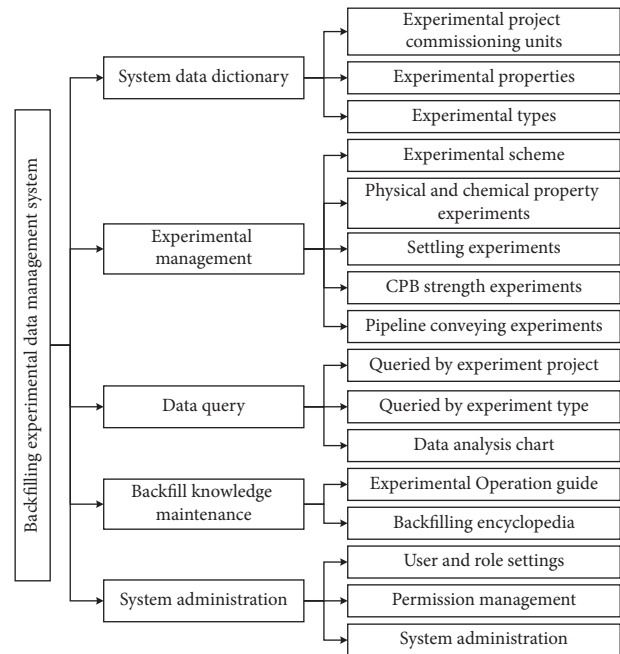 Backfilling experimental data management system
System data dictionary
Experimental project
commissioning units
Experimental properties
Experimental types
Experimental
management
Experimental scheme
Physical and chemical property
experiments
Settling experiments
CPB strength experiments
Pipeline conveying experiments
Data query
Queried by experiment project
Queried by experiment type
Data analysis chart
Backfill knowledge
maintenance
Experimental Operation guide
Backfilling encyclopedia
System administration
User and role settings
Permission management
System administration